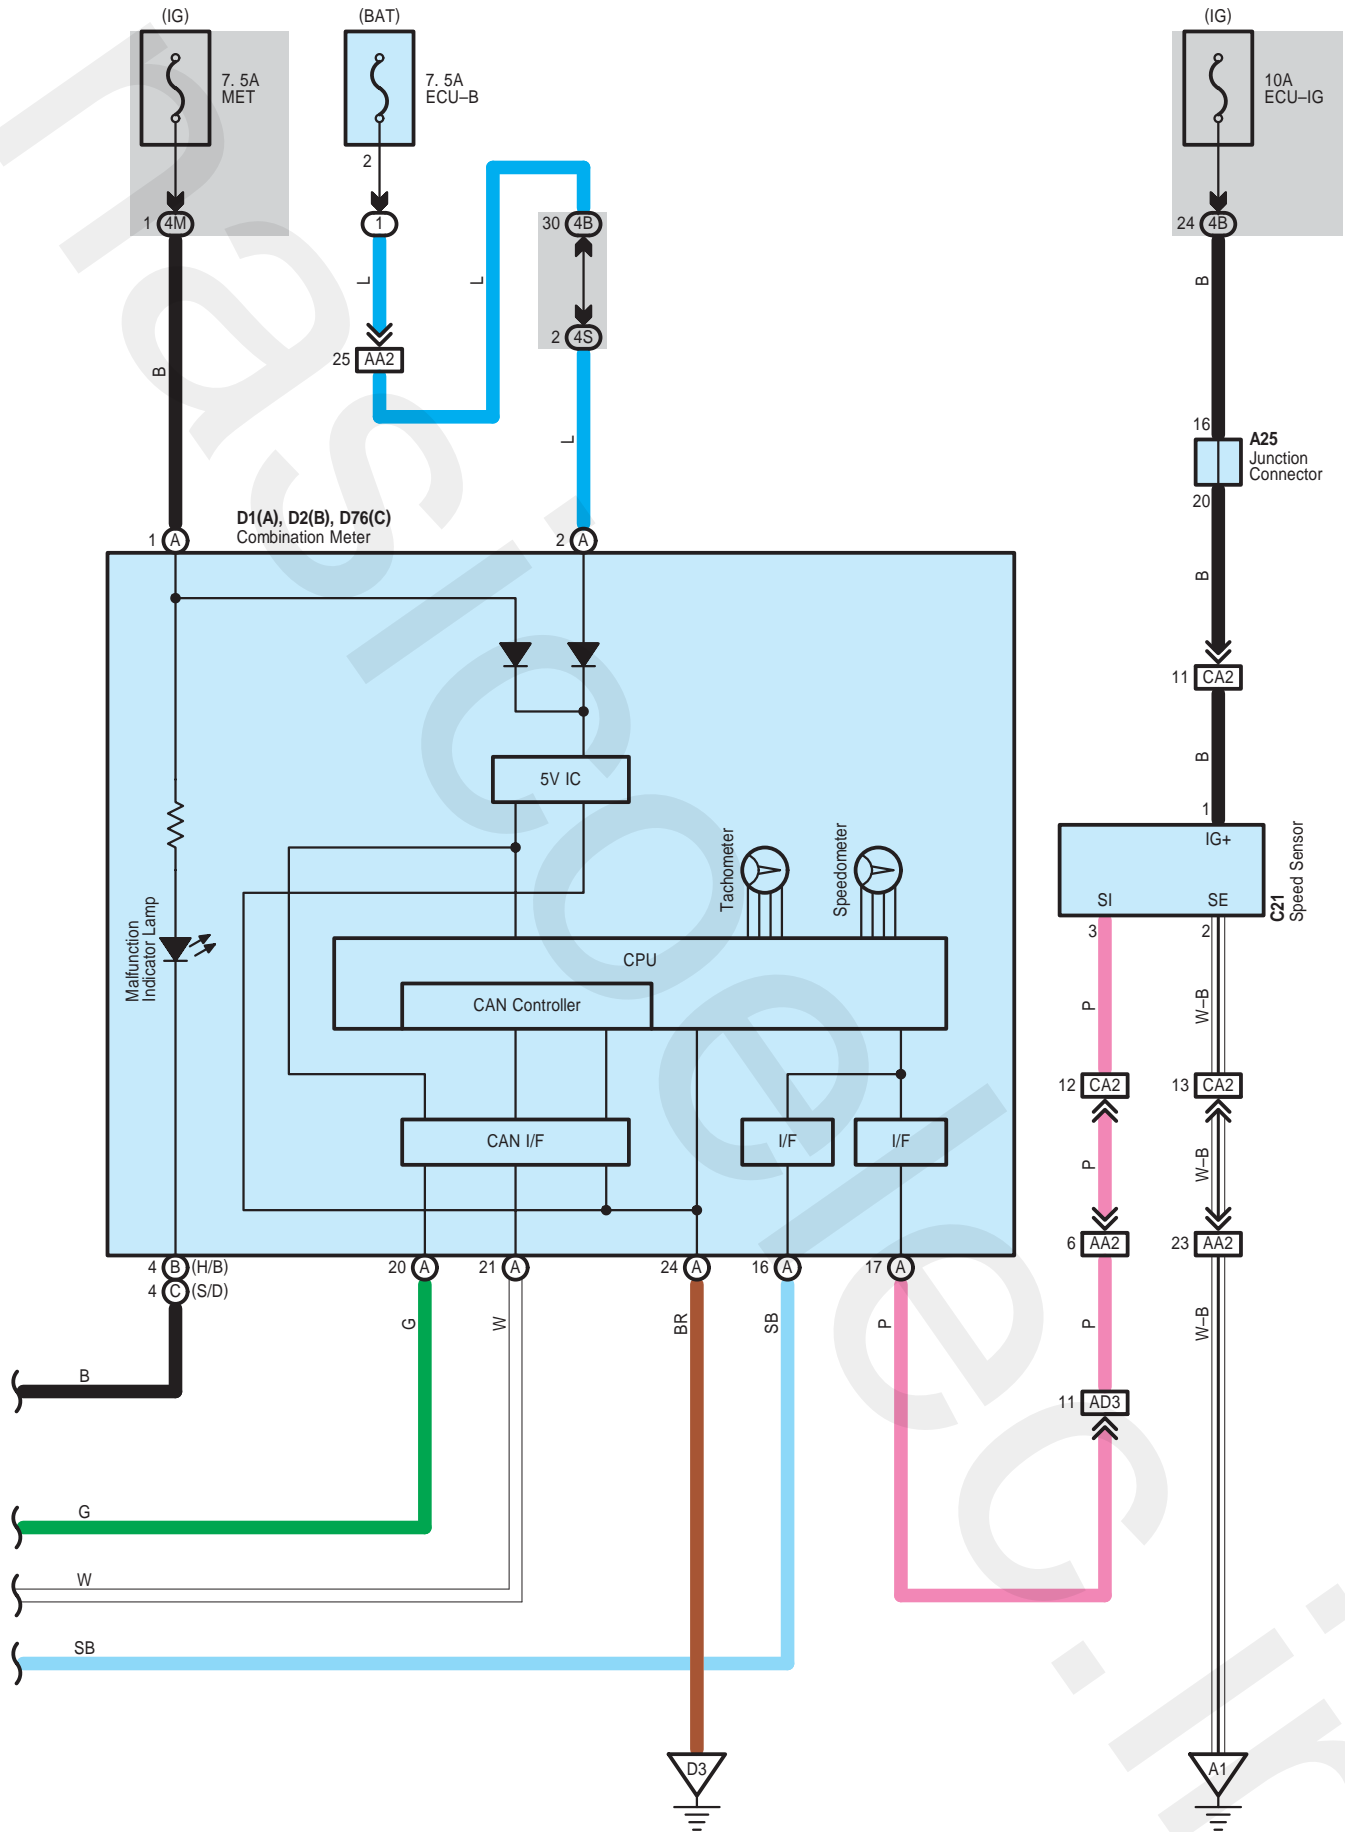 (IG)
(BAT)
(IG)
7. 5A
MET
7. 5A
ECU–B
10A
ECU–IG
2
1 4M
1
30 4B
24 4B
L
L
B
2 4S
25 AA2
B
L
16
A25
Junction
Connector
20
D1(A), D2(B), D76(C)
Combination Meter
1 A
2 A
B
11 CA2
B
5V IC
1
IG+
Tachometer
Speedometer
SI
SE
C21
Speed Sensor
3
2
Malfunction
Indicator Lamp
CPU
CAN Controller
P
W–B
12 CA2
13 CA2
CAN I/F
I/F
I/F
P
W–B
6 AA2
23 AA2
4 B (H/B)
4 C (S/D)
20 A
21 A
24 A
16 A
17 A
G
W
BR
SB
P
P
W–B
B
11 AD3
G
W
SB
D3
A1
nasicoelec.ir